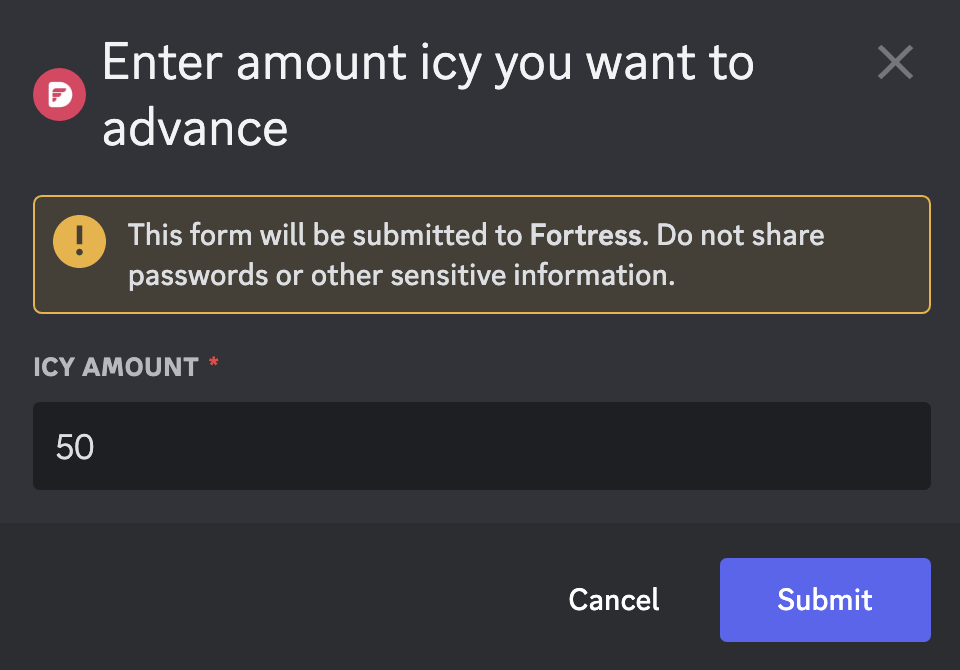 Enter amount icy you want to
advance
This form will be submitted to Fortress. Do not share
passwords or other sensitive information.
ICY AMOUNT *
50
Cancel
Submit